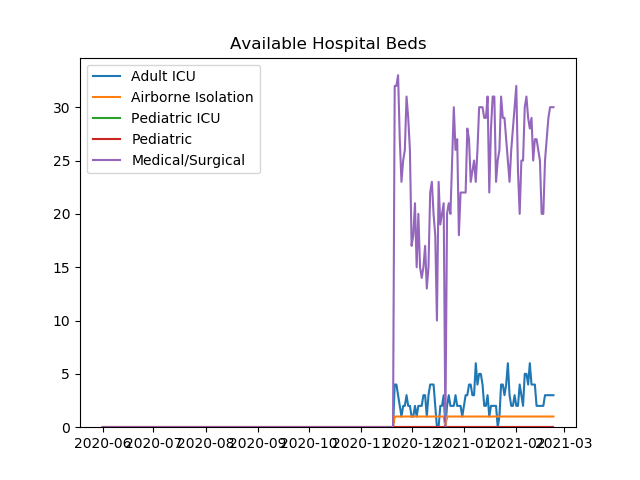 Available Hospital Beds
Adult ICU
Airborne Isolation
Pediatric ICU
Pediatric
Medical/Surgical
30
25
20
15
10
5
0
2020-06 2020-07 2020-08 2020-09 2020-10 2020-11 2020-12 2021-01 2021-02 2021-03